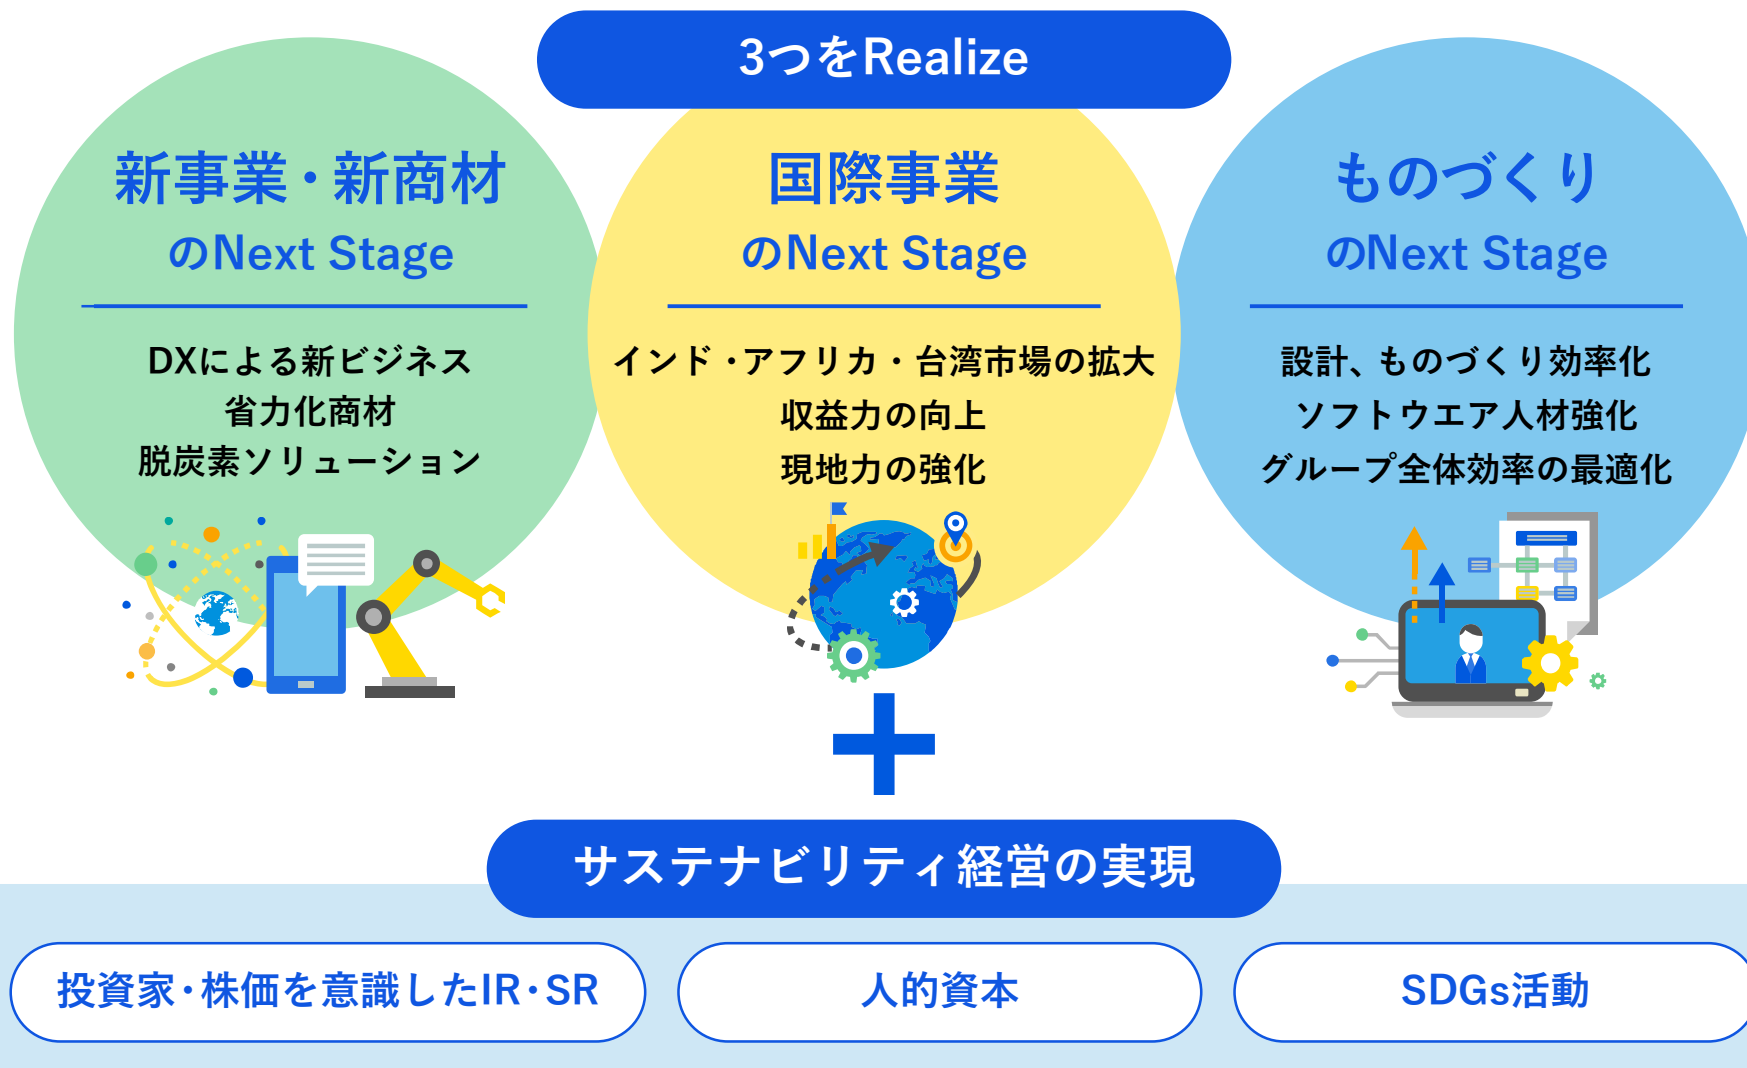 3つをRealize
新事業・新商材
のNext Stage
DXによる新ビジネス
省力化商材
脱炭素ソリューション
国際事業
のNext Stage
インド・アフリカ・台湾市場の拡大
収益力の向上
現地力の強化
ものづくり
のNext Stage
設計、ものづくり効率化
ソフトウエア人材強化
グループ全体効率の最適化
サステナビリティ経営の実現
投資家・株価を意識したIR・SR
人的資本
SDGs活動